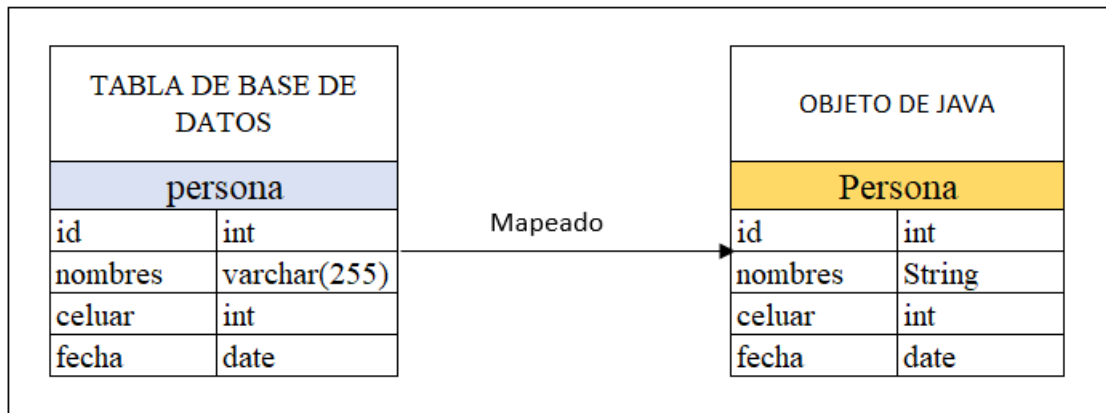 TABLA DE BASE DE
DATOS
persona
id int
nombres varchar(255)
celuar int
fecha date
Mapeado
OBJETO DE JAVA
Persona
id int
nombres String
celuar int
fecha date